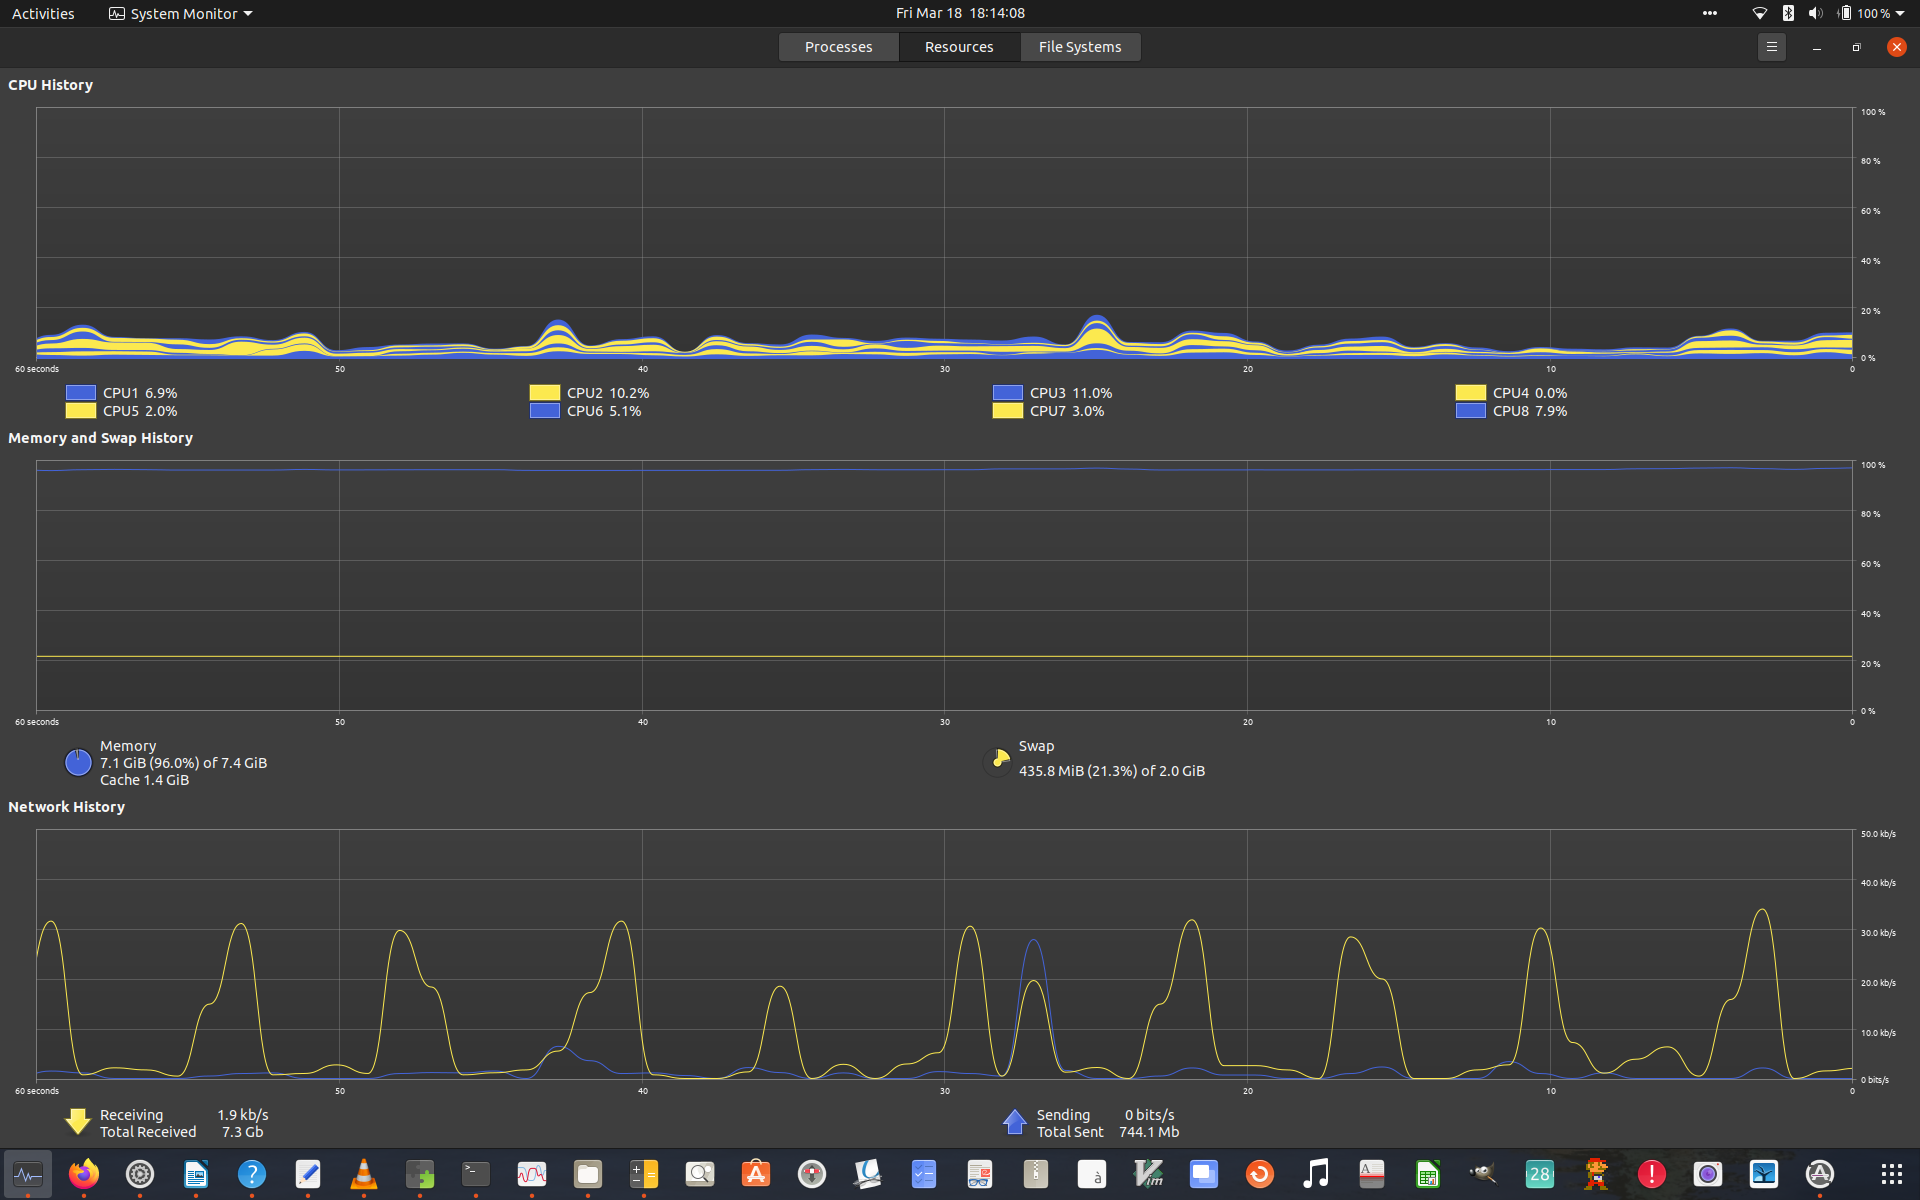 Activities System Monitor Fri Mar 18 18:14:08 100 %
Processes Resources File Systems
CPU History
100 %
80 %
60 %
40 %
20 %
0 %
60 seconds 50 40 30 20 10 0
CPU1 6.9% CPU2 10.2% CPU3 11.0% CPU4 0.0%
CPU5 2.0% CPU6 5.1% CPU7 3.0% CPU8 7.9%
Memory and Swap History
100 %
80 %
60 %
40 %
20 %
0 %
60 seconds 50 40 30 20 10 0
Memory
7.1 GiB (96.0%) of 7.4 GiB
Cache 1.4 GiB
Swap
435.8 MiB (21.3%) of 2.0 GiB
Network History
50.0 kb/s
40.0 kb/s
30.0 kb/s
20.0 kb/s
10.0 kb/s
0 bits/s
60 seconds 50 40 30 20 10 0
Receiving 1.9 kb/s
Total Received 7.3 Gb
Sending 0 bits/s
Total Sent 744.1 Mb
? >_ à Vim A 28 !